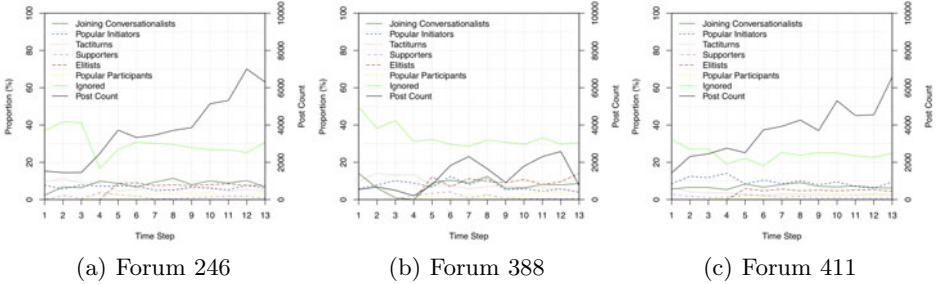 Joining Conversationalists
Popular Initiators
Tactiturns
Supporters
Elitists
Popular Participants
Ignored
Post Count
Proportion (%)
0 20 40 60 80 100
0 2000 4000 6000 8000 10000
Post Count
1 2 3 4 5 6 7 8 9 10 11 12 13
Time Step
(a) Forum 246
Joining Conversationalists
Popular Initiators
Tactiturns
Supporters
Elitists
Popular Participants
Ignored
Post Count
Proportion (%)
0 20 40 60 80 100
0 2000 4000 6000 8000 10000
Post Count
1 2 3 4 5 6 7 8 9 10 11 12 13
Time Step
(b) Forum 388
Joining Conversationalists
Popular Initiators
Tactiturns
Supporters
Elitists
Popular Participants
Ignored
Post Count
Proportion (%)
0 20 40 60 80 100
0 2000 4000 6000 8000 10000
Post Count
1 2 3 4 5 6 7 8 9 10 11 12 13
Time Step
(c) Forum 411